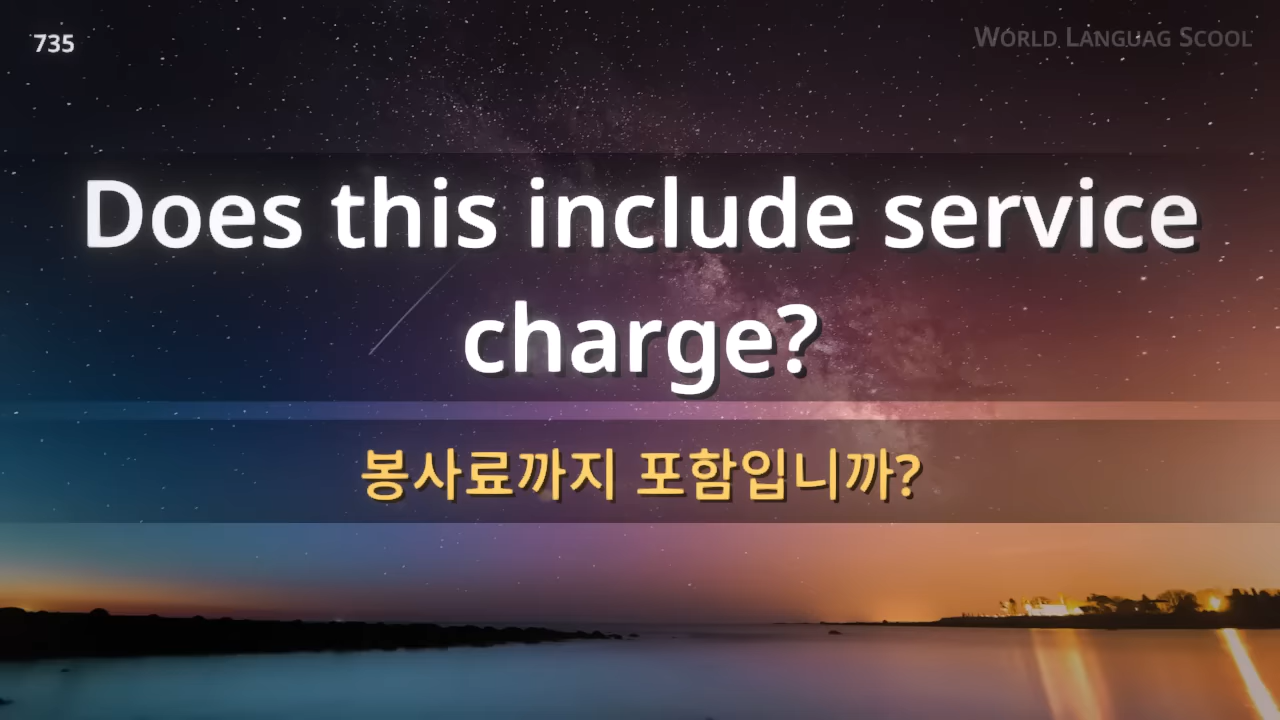 735
WORLD LANGUAG SCOOL
Does this include service
charge?
봉사료까지 포함입니까?